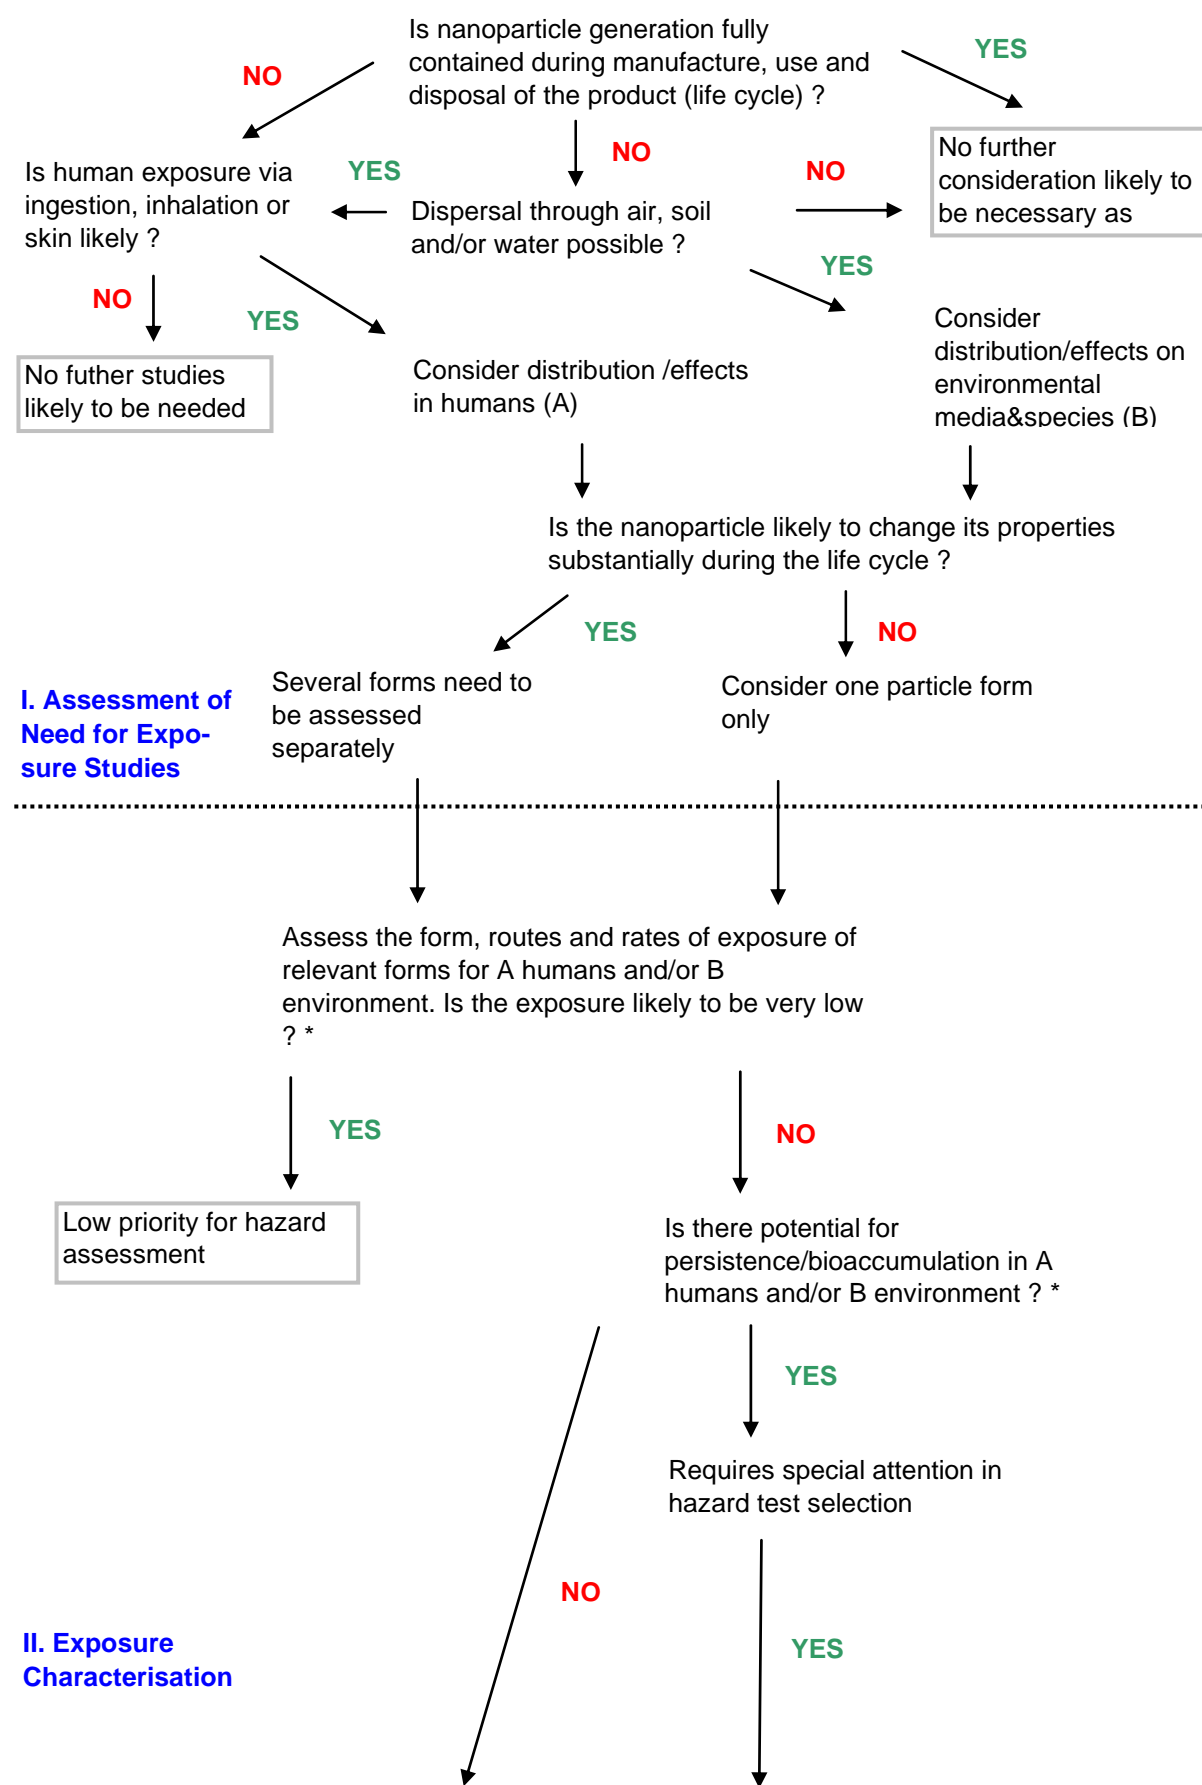 Is nanoparticle generation fully
contained during manufacture, use and
disposal of the product (life cycle) ?
NO
YES
NO
Is human exposure via
ingestion, inhalation or
skin likely ?
YES
Dispersal through air, soil
and/or water possible ?
NO
No further
consideration likely to
be necessary as
NO
YES
YES
No futher studies
likely to be needed
Consider distribution /effects
in humans (A)
Consider
distribution/effects on
environmental
media&species (B)
Is the nanoparticle likely to change its properties
substantially during the life cycle ?
YES
NO
I. Assessment of
Need for Expo-
sure Studies
Several forms need to
be assessed
separately
Consider one particle form
only
Assess the form, routes and rates of exposure of
relevant forms for A humans and/or B
environment. Is the exposure likely to be very low
? *
YES
NO
Low priority for hazard
assessment
Is there potential for
persistence/bioaccumulation in A
humans and/or B environment ? *
YES
Requires special attention in
hazard test selection
NO
YES
II. Exposure
Characterisation